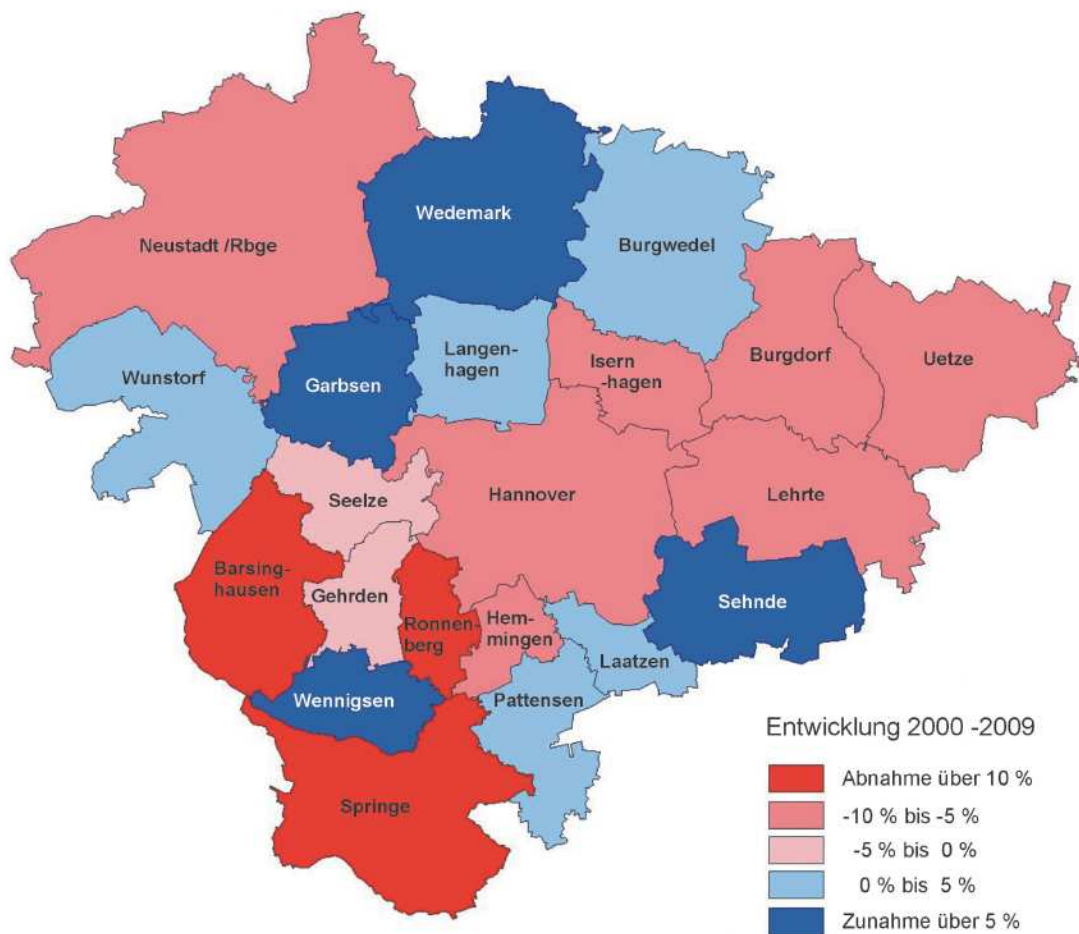 Wedemark
Neustadt /Rbge
Burgwedel
Langen-
hagen
Isern
-hagen
Burgdorf
Uetze
Wunstorf
Garbsen
Seelze
Hannover
Lehrte
Barsing-
hausen
Gehrden
Ronnen-
berg
Hem-
mingen
Sehnde
Laatzen
Wennigsen
Pattensen
Springe
Entwicklung 2000 -2009
Abnahme über 10 %
-10 % bis -5 %
-5 % bis 0 %
0 % bis 5 %
Zunahme über 5 %